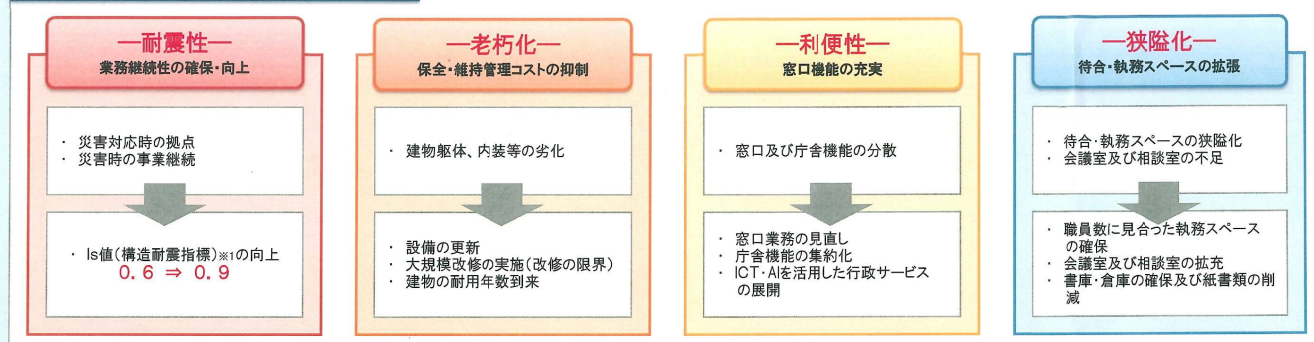 ―耐震性―
業務継続性の確保・向上
・ 災害対応時の拠点
・ 災害時の事業継続
・ Is値(構造耐震指標)※1の向上
0.6 ⇒ 0.9
―老朽化―
保全・維持管理コストの抑制
・ 建物躯体、内装等の劣化
・ 設備の更新
・ 大規模改修の実施(改修の限界)
・ 建物の耐用年数到来
―利便性―
窓口機能の充実
・ 窓口及び庁舎機能の分散
・ 窓口業務の見直し
・ 庁舎機能の集約化
・ ICT・AIを活用した行政サービス
の展開
―狭隘化―
待合・執務スペースの拡張
・ 待合・執務スペースの狭隘化
・ 会議室及び相談室の不足
・ 職員数に見合った執務スペース
の確保
・ 会議室及び相談室の拡充
・ 書庫・倉庫の確保及び紙書類の削
減